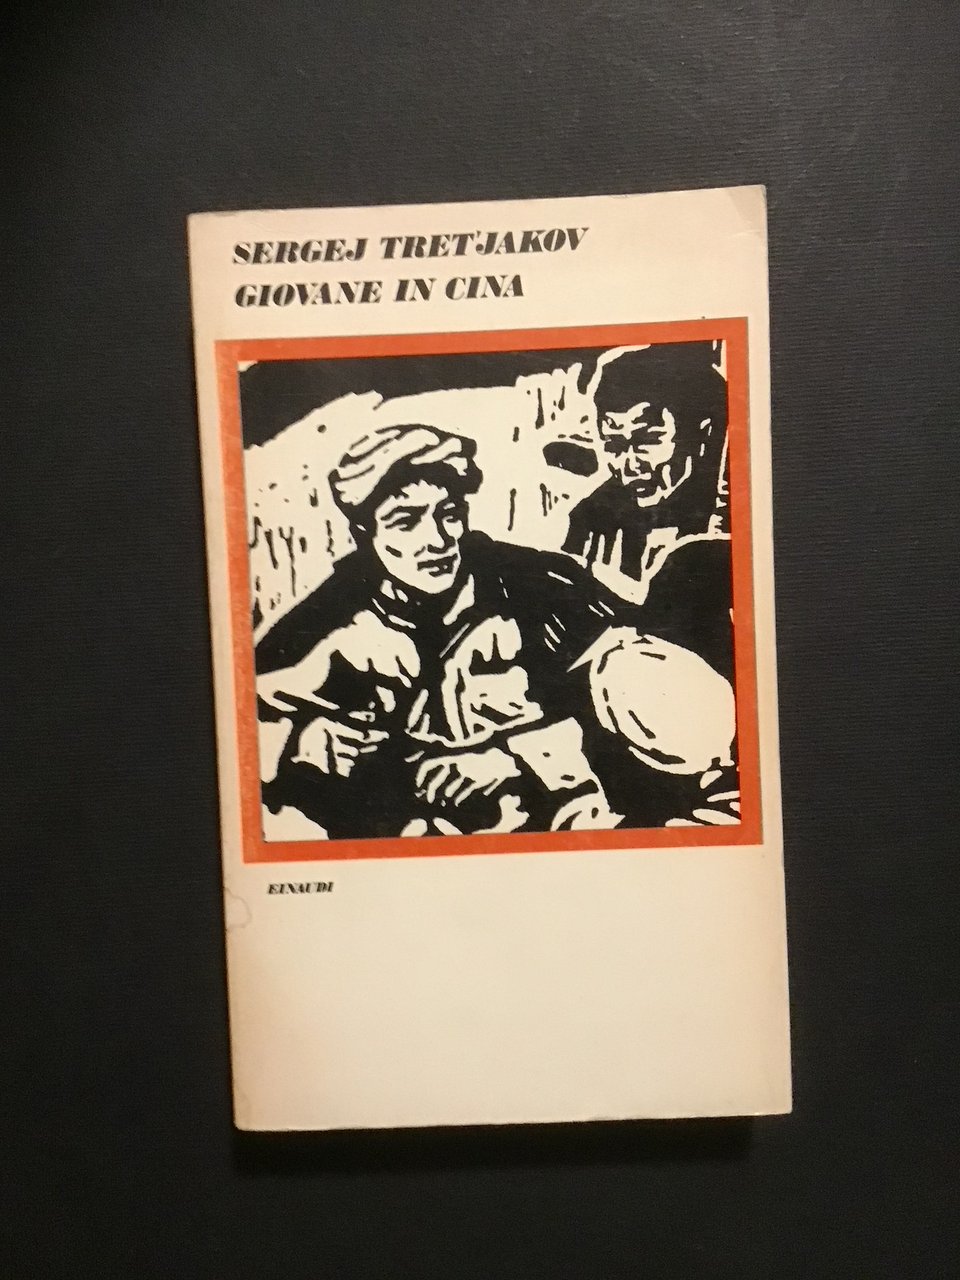 SERGEJ TRET'JAKOV
GIOVANE IN CINA
EINAUDI